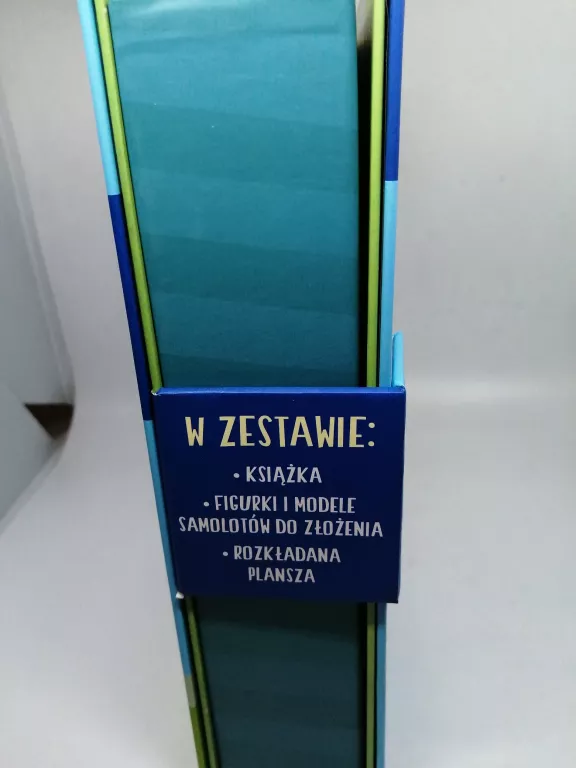 W ZESTAWIE:
• KSIĄŻKA
• FIGURKI I MODELE
SAMOLOTÓW DO ZŁOŻENIA
• ROZKŁADANA
PLANSZA